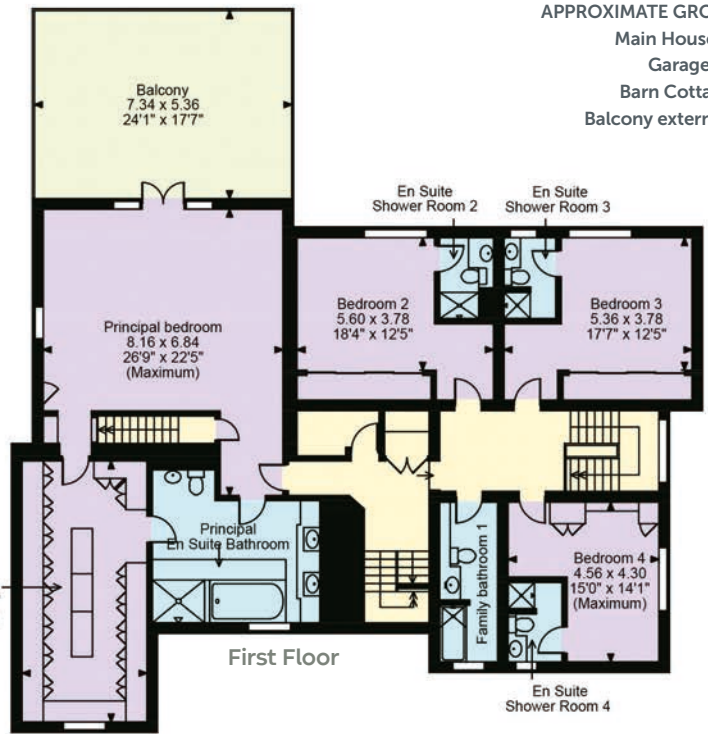 APPROXIMATE GRO
Main House
Garage
Barn Cotta
Balcony extern
Balcony
7.34 x 5.36
24'1" x 17'7"
En Suite
Shower Room 2
En Suite
Shower Room 3
Principal bedroom
8.16 x 6.84
26'9" x 22'5"
(Maximum)
Bedroom 2
5.60 x 3.78
18'4" x 12'5"
Bedroom 3
5.36 x 3.78
17'7" x 12'5"
Principal
En Suite Bathroom
Family bathroom 1
Bedroom 4
4.56 x 4.30
15'0" x 14'1"
(Maximum)
First Floor
En Suite
Shower Room 4